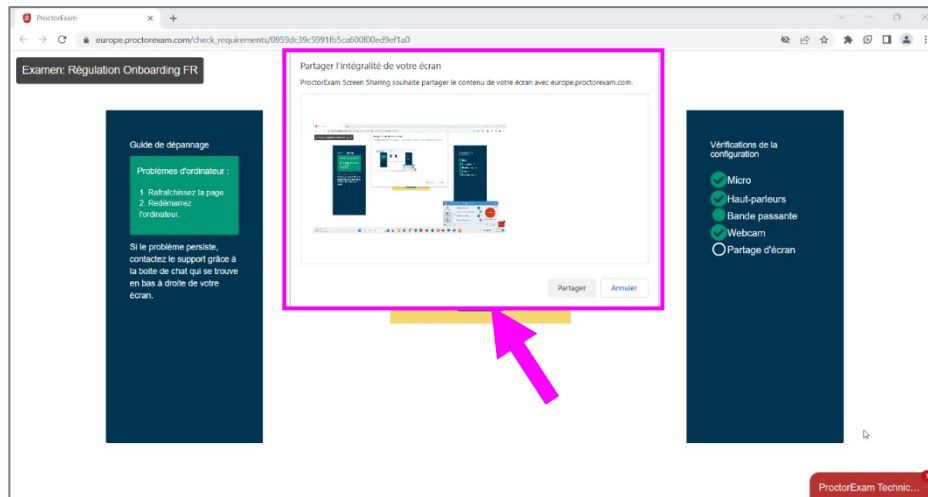 ProctorExam
europe.proctorexam.com/check_requirements/0959dc39c5991fb5ca600f00ed9ef1a0
Examen: Régulation Onboarding FR
Partager l'intégralité de votre écran
ProctorExam Screen Sharing souhaite partager le contenu de votre écran avec europe.proctorexam.com.
Partager
Annuler
Guide de dépannage
Problèmes d'ordinateur :
1. Rafraîchissez la page.
2. Redémarrez
l'ordinateur.
Si le problème persiste,
contactez le support grâce à
la boite de chat qui se trouve
en bas à droite de votre
écran.
Vérifications de la
configuration
Micro
Haut-parleurs
Bande passante
Webcam
Partage d'écran
ProctorExam Technic...